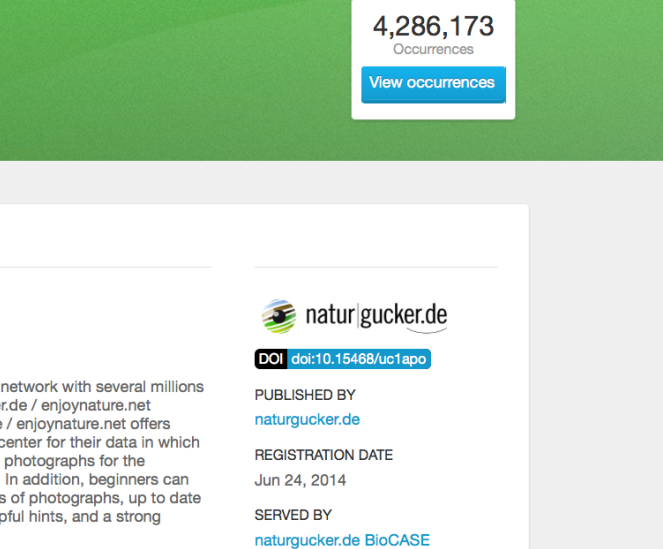 4,286,173
Occurrences
View occurrences
natur|gucker.de
DOI doi:10.15468/uc1apo
network with several millions
r.de / enjoynature.net
e / enjoynature.net offers
center for their data in which
photographs for the
In addition, beginners can
s of photographs, up to date
pful hints, and a strong
PUBLISHED BY
naturgucker.de
REGISTRATION DATE
Jun 24, 2014
SERVED BY
naturgucker.de BioCASE